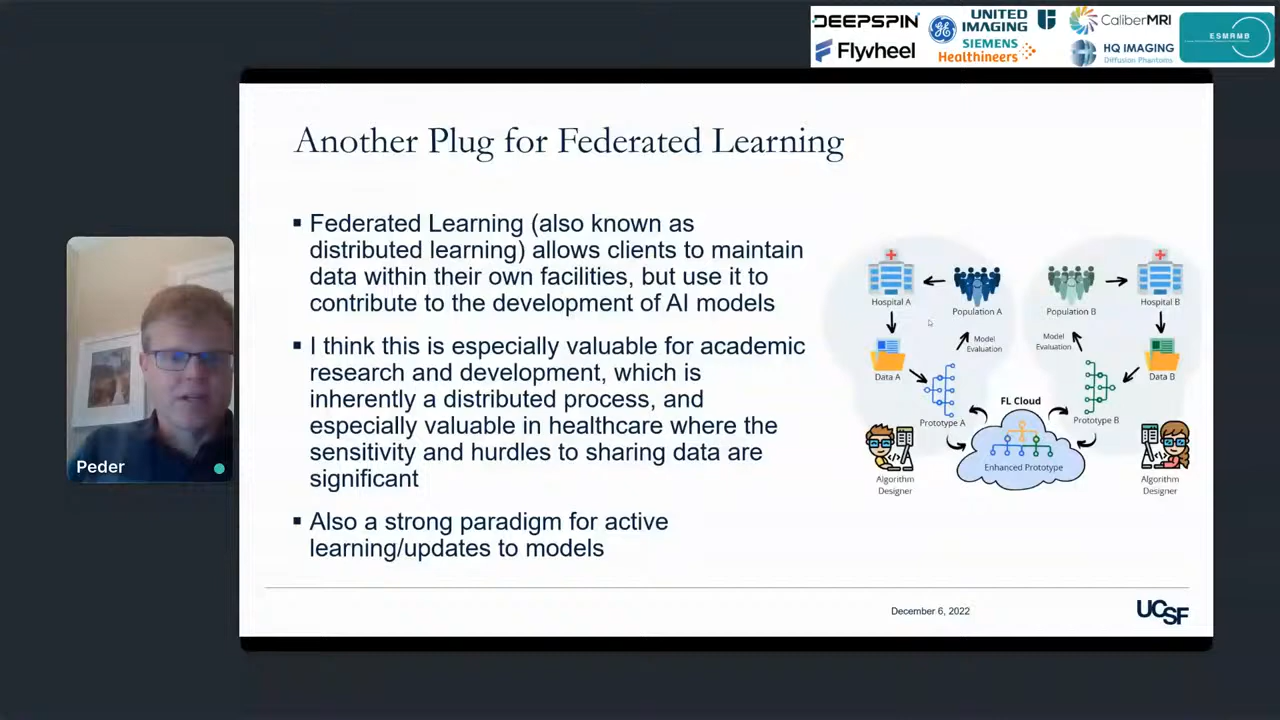 DEEPSPIN
Flywheel
GE
UNITED
IMAGING
SIEMENS
Healthineers
CaliberMRI
HQ IMAGING
Diffusion Phantoms
ESMRMB
Another Plug for Federated Learning
▪ Federated Learning (also known as
distributed learning) allows clients to maintain
data within their own facilities, but use it to
contribute to the development of AI models
▪ I think this is especially valuable for academic
research and development, which is
inherently a distributed process, and
especially valuable in healthcare where the
sensitivity and hurdles to sharing data are
significant
▪ Also a strong paradigm for active
learning/updates to models
Hospital A
Population A
Population B
Hospital B
Model
Evaluation
Model
Evaluation
Data A
Data B
Prototype A
FL Cloud
Prototype B
Enhanced Prototype
Algorithm
Designer
Algorithm
Designer
Peder
December 6, 2022
UCSF